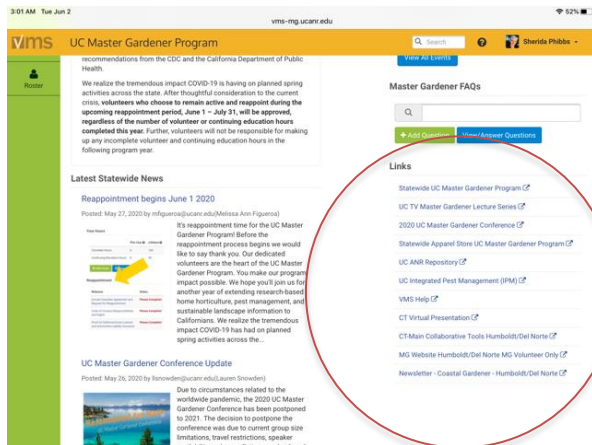 3:01 AM Tue Jun 2
52%
vms-mg.ucanr.edu
vms
UC Master Gardener Program
Search
Sherida Phibbs
Roster
recommendations from the CDC and the California Department of Public
Health.
We realize the tremendous impact COVID-19 is having on planned spring
activities across the state. After thoughtful consideration to the current
crisis, volunteers who choose to remain active and reappoint during the
upcoming reappointment period, June 1 – July 31, will be approved,
regardless of the number of volunteer or continuing education hours
completed this year. Further, volunteers will not be responsible for making
up any incomplete volunteer and continuing education hours in the
following program year.
Latest Statewide News
Reappointment begins June 1 2020
Posted: May 27, 2020 by mfigueroa@ucanr.edu(Melissa Ann Figueroa)
Reappointment
It's reappointment time for the UC Master
Gardener Program! Before the
reappointment process begins we would
like to say thank you. Our dedicated
volunteers are the heart of the UC Master
Gardener Program. You make our program
impact possible. We hope you'll join us for
another year of extending research-based
home horticulture, pest management, and
sustainable landscape information to
Californians. We realize the tremendous
impact COVID-19 has had on planned
spring activities across the...
UC Master Gardener Conference Update
Posted: May 26, 2020 by llsnowden@ucanr.edu(Lauren Snowden)
Due to circumstances related to the
worldwide pandemic, the 2020 UC Master
Gardener Conference has been postponed
to 2021. The decision to postpone the
conference was due to current group size
limitations, travel restrictions, speaker
View All Events
Master Gardener FAQs
+ Add Question
View/Answer Questions
Links
Statewide UC Master Gardener Program
UC TV Master Gardener Lecture Series
2020 UC Master Gardener Conference
Statewide Apparel Store UC Master Gardener Program
UC ANR Repository
UC Integrated Pest Management (IPM)
VMS Help
CT Virtual Presentation
CT-Main Collaborative Tools Humboldt/Del Norte
MG Website Humboldt/Del Norte MG Volunteer Only
Newsletter - Coastal Gardener - Humboldt/Del Norte